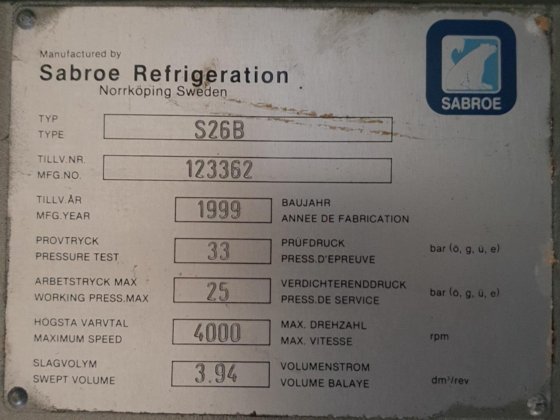 Manufactured by
Sabroe Refrigeration
Norrköping Sweden
SABROE
TYP
TYPE
S26B
TILLV.NR.
MFG.NO.
123362
TILLV.ÅR
MFG.YEAR
1999
BAUJAHR
ANNEE DE FABRICATION
PROVTRYCK
PRESSURE TEST
33
PRÜFDRUCK
PRESS.D'EPREUVE
bar (ö, g, ü, e)
ARBETSTRYCK MAX
WORKING PRESS.MAX
25
VERDICHTERENDDRUCK
PRESS.DE SERVICE
bar (ö, g, ü, e)
HÖGSTA VARVTAL
MAXIMUM SPEED
4000
MAX. DREHZAHL
MAX. VITESSE
rpm
SLAGVOLYM
SWEPT VOLUME
3.94
VOLUMENSTROM
VOLUME BALAYE
dm³/rev